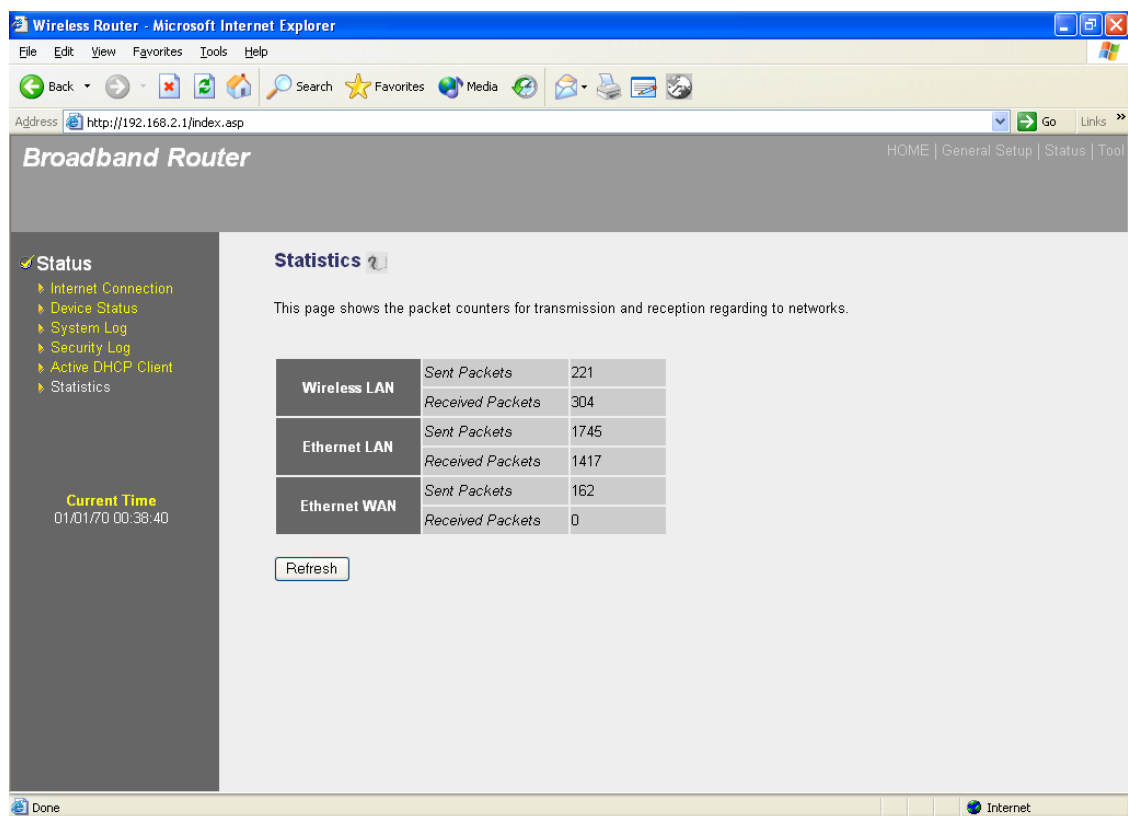 Wireless Router - Microsoft Internet Explorer
File Edit View Favorites Tools Help
Back Search Favorites Media
Address http://192.168.2.1/index.asp Go Links »
Broadband Router
HOME | General Setup | Status | Tool
Status
Internet Connection
Device Status
System Log
Security Log
Active DHCP Client
Statistics
Current Time
01/01/70 00:38:40
Statistics
This page shows the packet counters for transmission and reception regarding to networks.
Wireless LAN
Sent Packets 221
Received Packets 304
Ethernet LAN
Sent Packets 1745
Received Packets 1417
Ethernet WAN
Sent Packets 162
Received Packets 0
Refresh
Done Internet